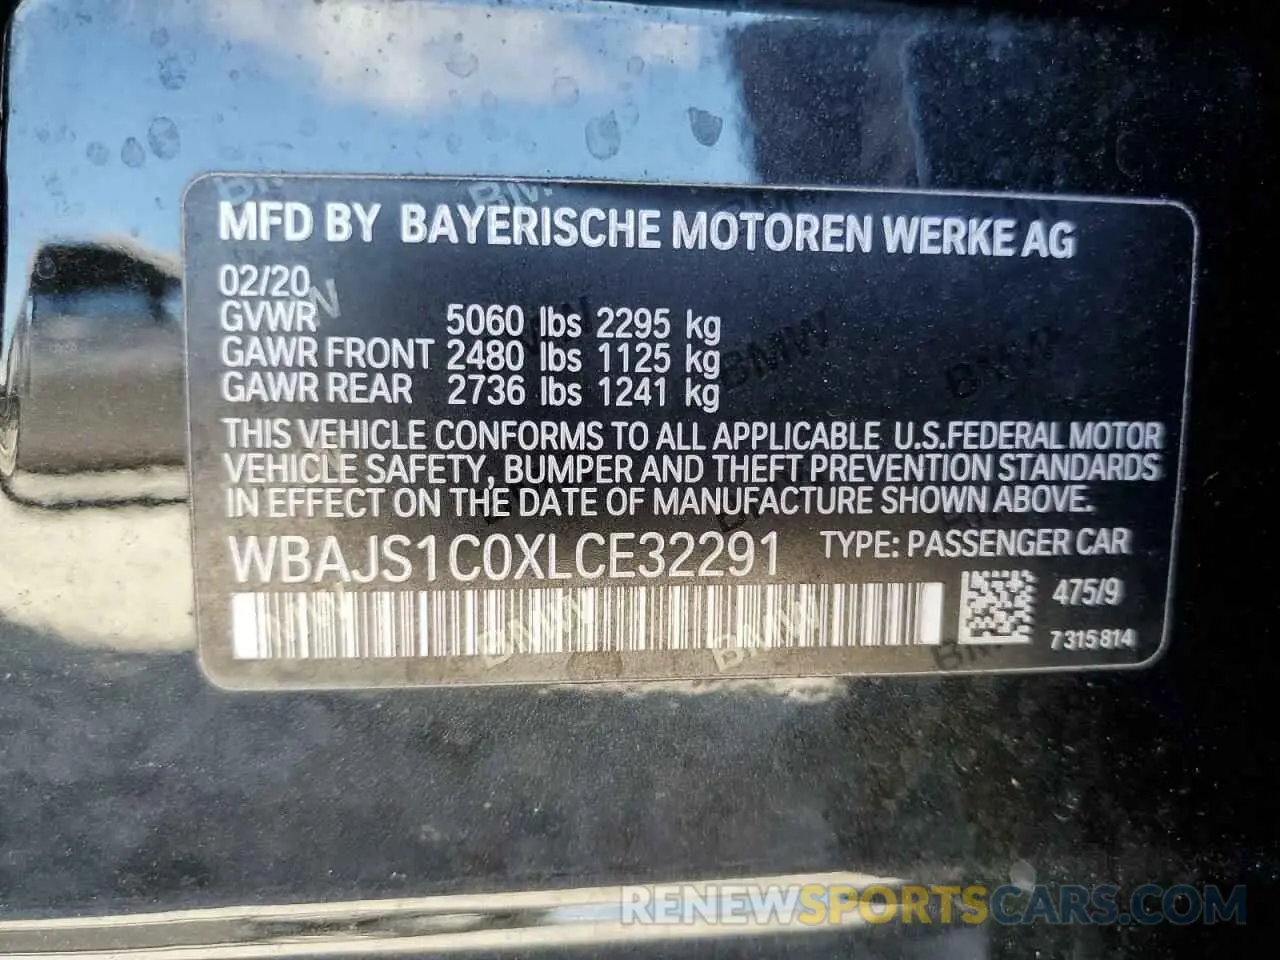 MFD BY BAYERISCHE MOTOREN WERKE AG
02/20
GVWR 5060 lbs 2295 kg
GAWR FRONT 2480 lbs 1125 kg
GAWR REAR 2736 lbs 1241 kg
THIS VEHICLE CONFORMS TO ALL APPLICABLE U.S.FEDERAL MOTOR
VEHICLE SAFETY, BUMPER AND THEFT PREVENTION STANDARDS
IN EFFECT ON THE DATE OF MANUFACTURE SHOWN ABOVE.
WBAJS1C0XLCE32291 TYPE: PASSENGER CAR
475/9
7315814
RENEWSPORTSCARS.COM